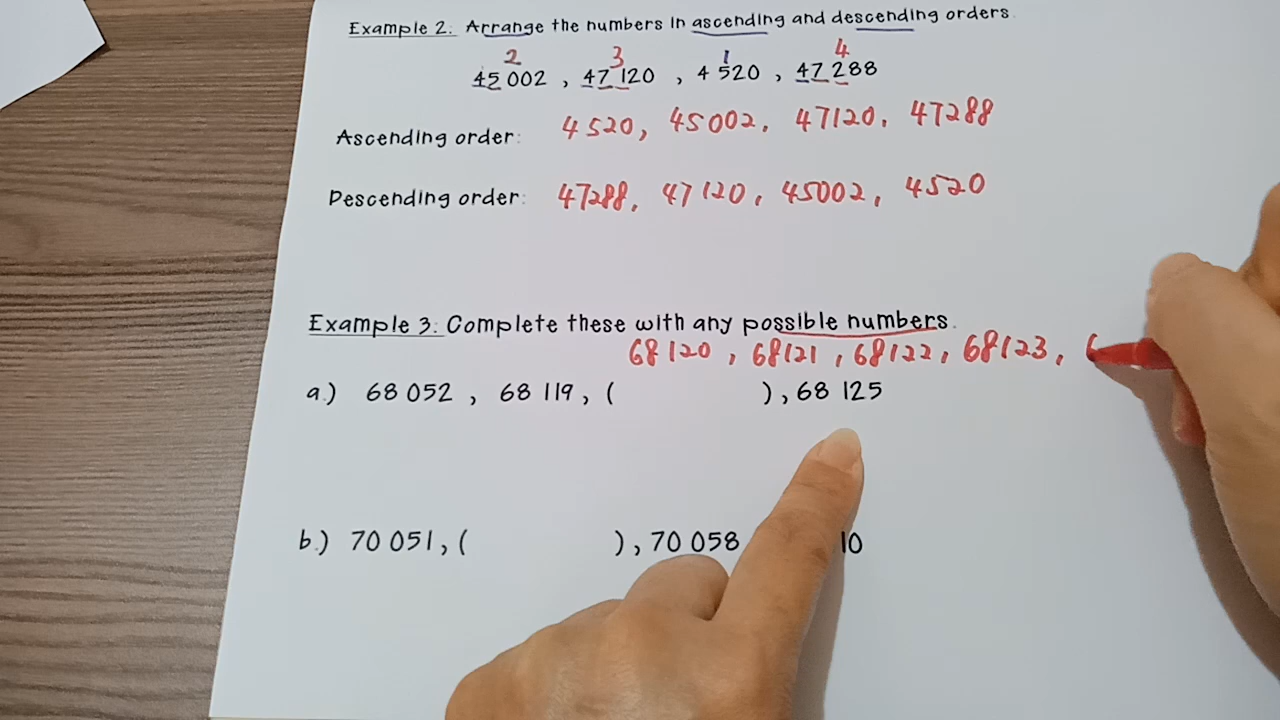 Example 2: Arrange the numbers in ascending and descending orders.
2 3 1 4
45 002 , 47 120 , 4 520 , 47 288
Ascending order: 4520, 45002, 47120, 47288
Descending order: 47288, 47120, 45002, 4520
Example 3: Complete these with any possible numbers.
68120, 68121, 68122, 68123,
a.) 68 052 , 68 119 , ( ) , 68 125
b.) 70 051 , ( ) , 70 058 10